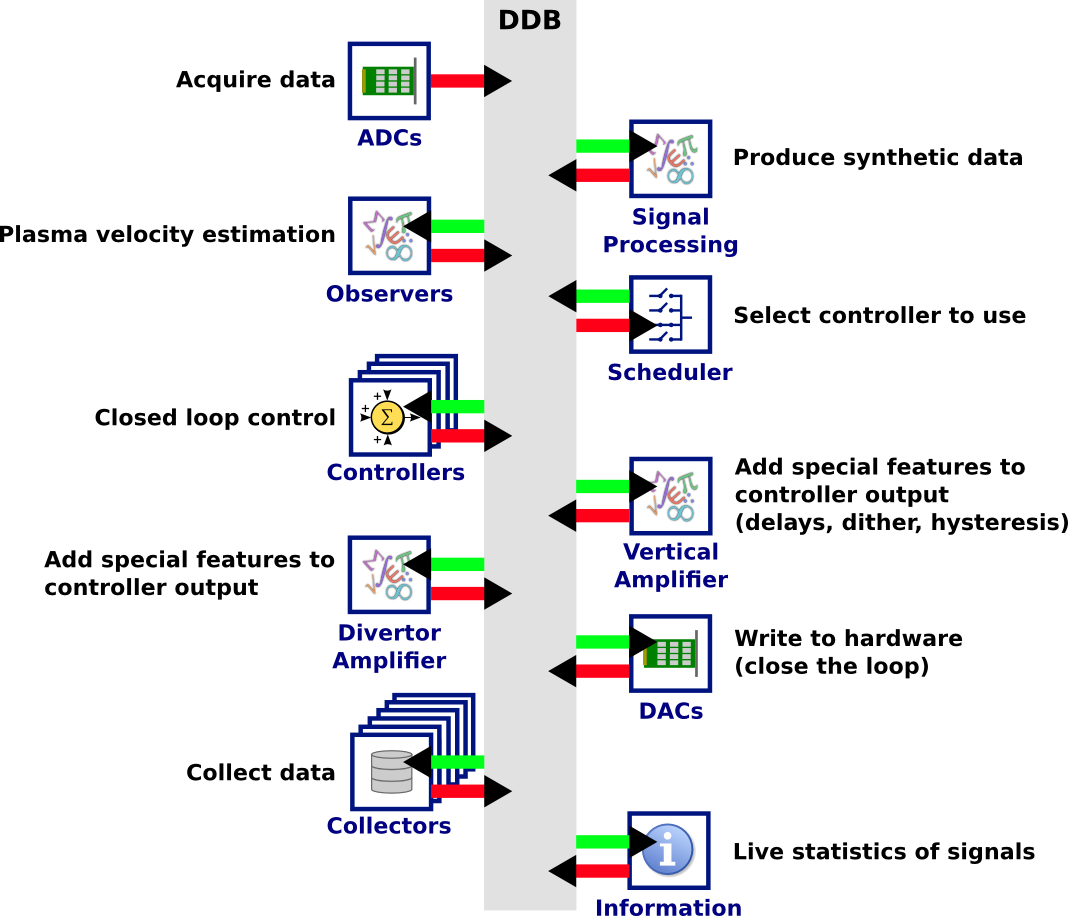 DDB
Acquire data
ADCs
Produce synthetic data
Signal
Processing
Plasma velocity estimation
Observers
Select controller to use
Scheduler
Closed loop control
+
+
Σ
+
Controllers
Add special features to
controller output
(delays, dither, hysteresis)
Vertical
Amplifier
Add special features to
controller output
Divertor
Amplifier
Write to hardware
(close the loop)
DACs
Collect data
Collectors
i
Live statistics of signals
Information